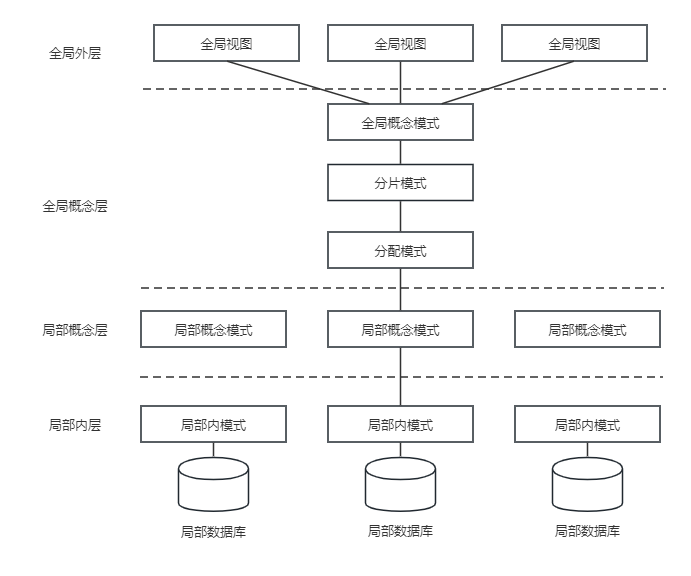 全局外层
全局视图
全局视图
全局视图
全局概念模式
分片模式
全局概念层
分配模式
局部概念层
局部概念模式
局部概念模式
局部概念模式
局部内层
局部内模式
局部内模式
局部内模式
局部数据库
局部数据库
局部数据库